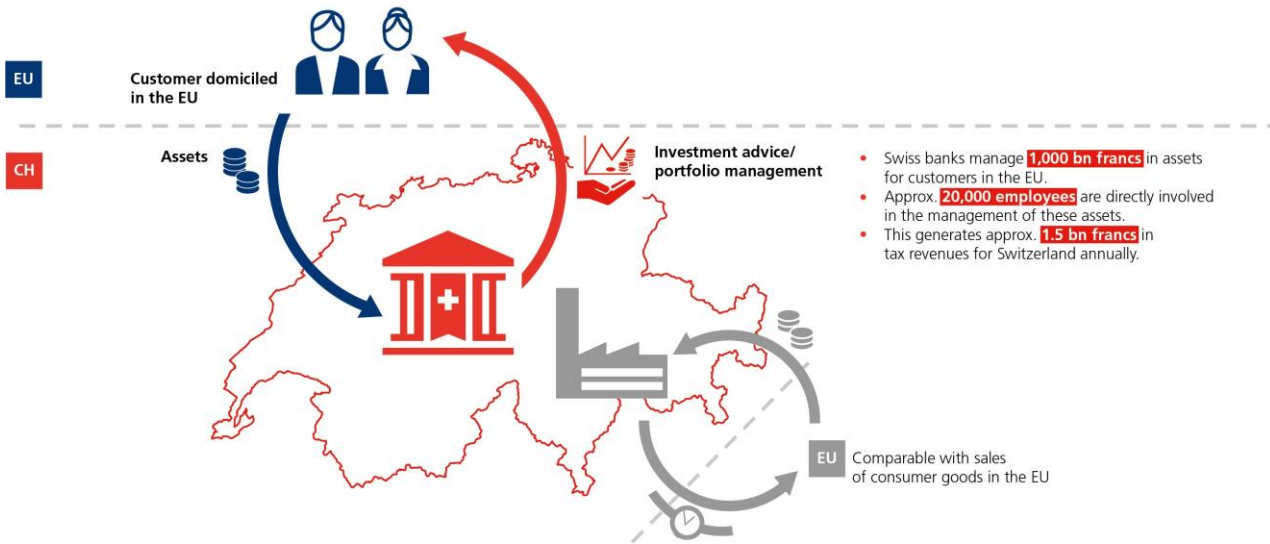 EU
Customer domiciled
in the EU
CH
Assets
Investment advice/
portfolio management
• Swiss banks manage 1,000 bn francs in assets
for customers in the EU.
• Approx. 20,000 employees are directly involved
in the management of these assets.
• This generates approx. 1.5 bn francs in
tax revenues for Switzerland annually.
EU
Comparable with sales
of consumer goods in the EU